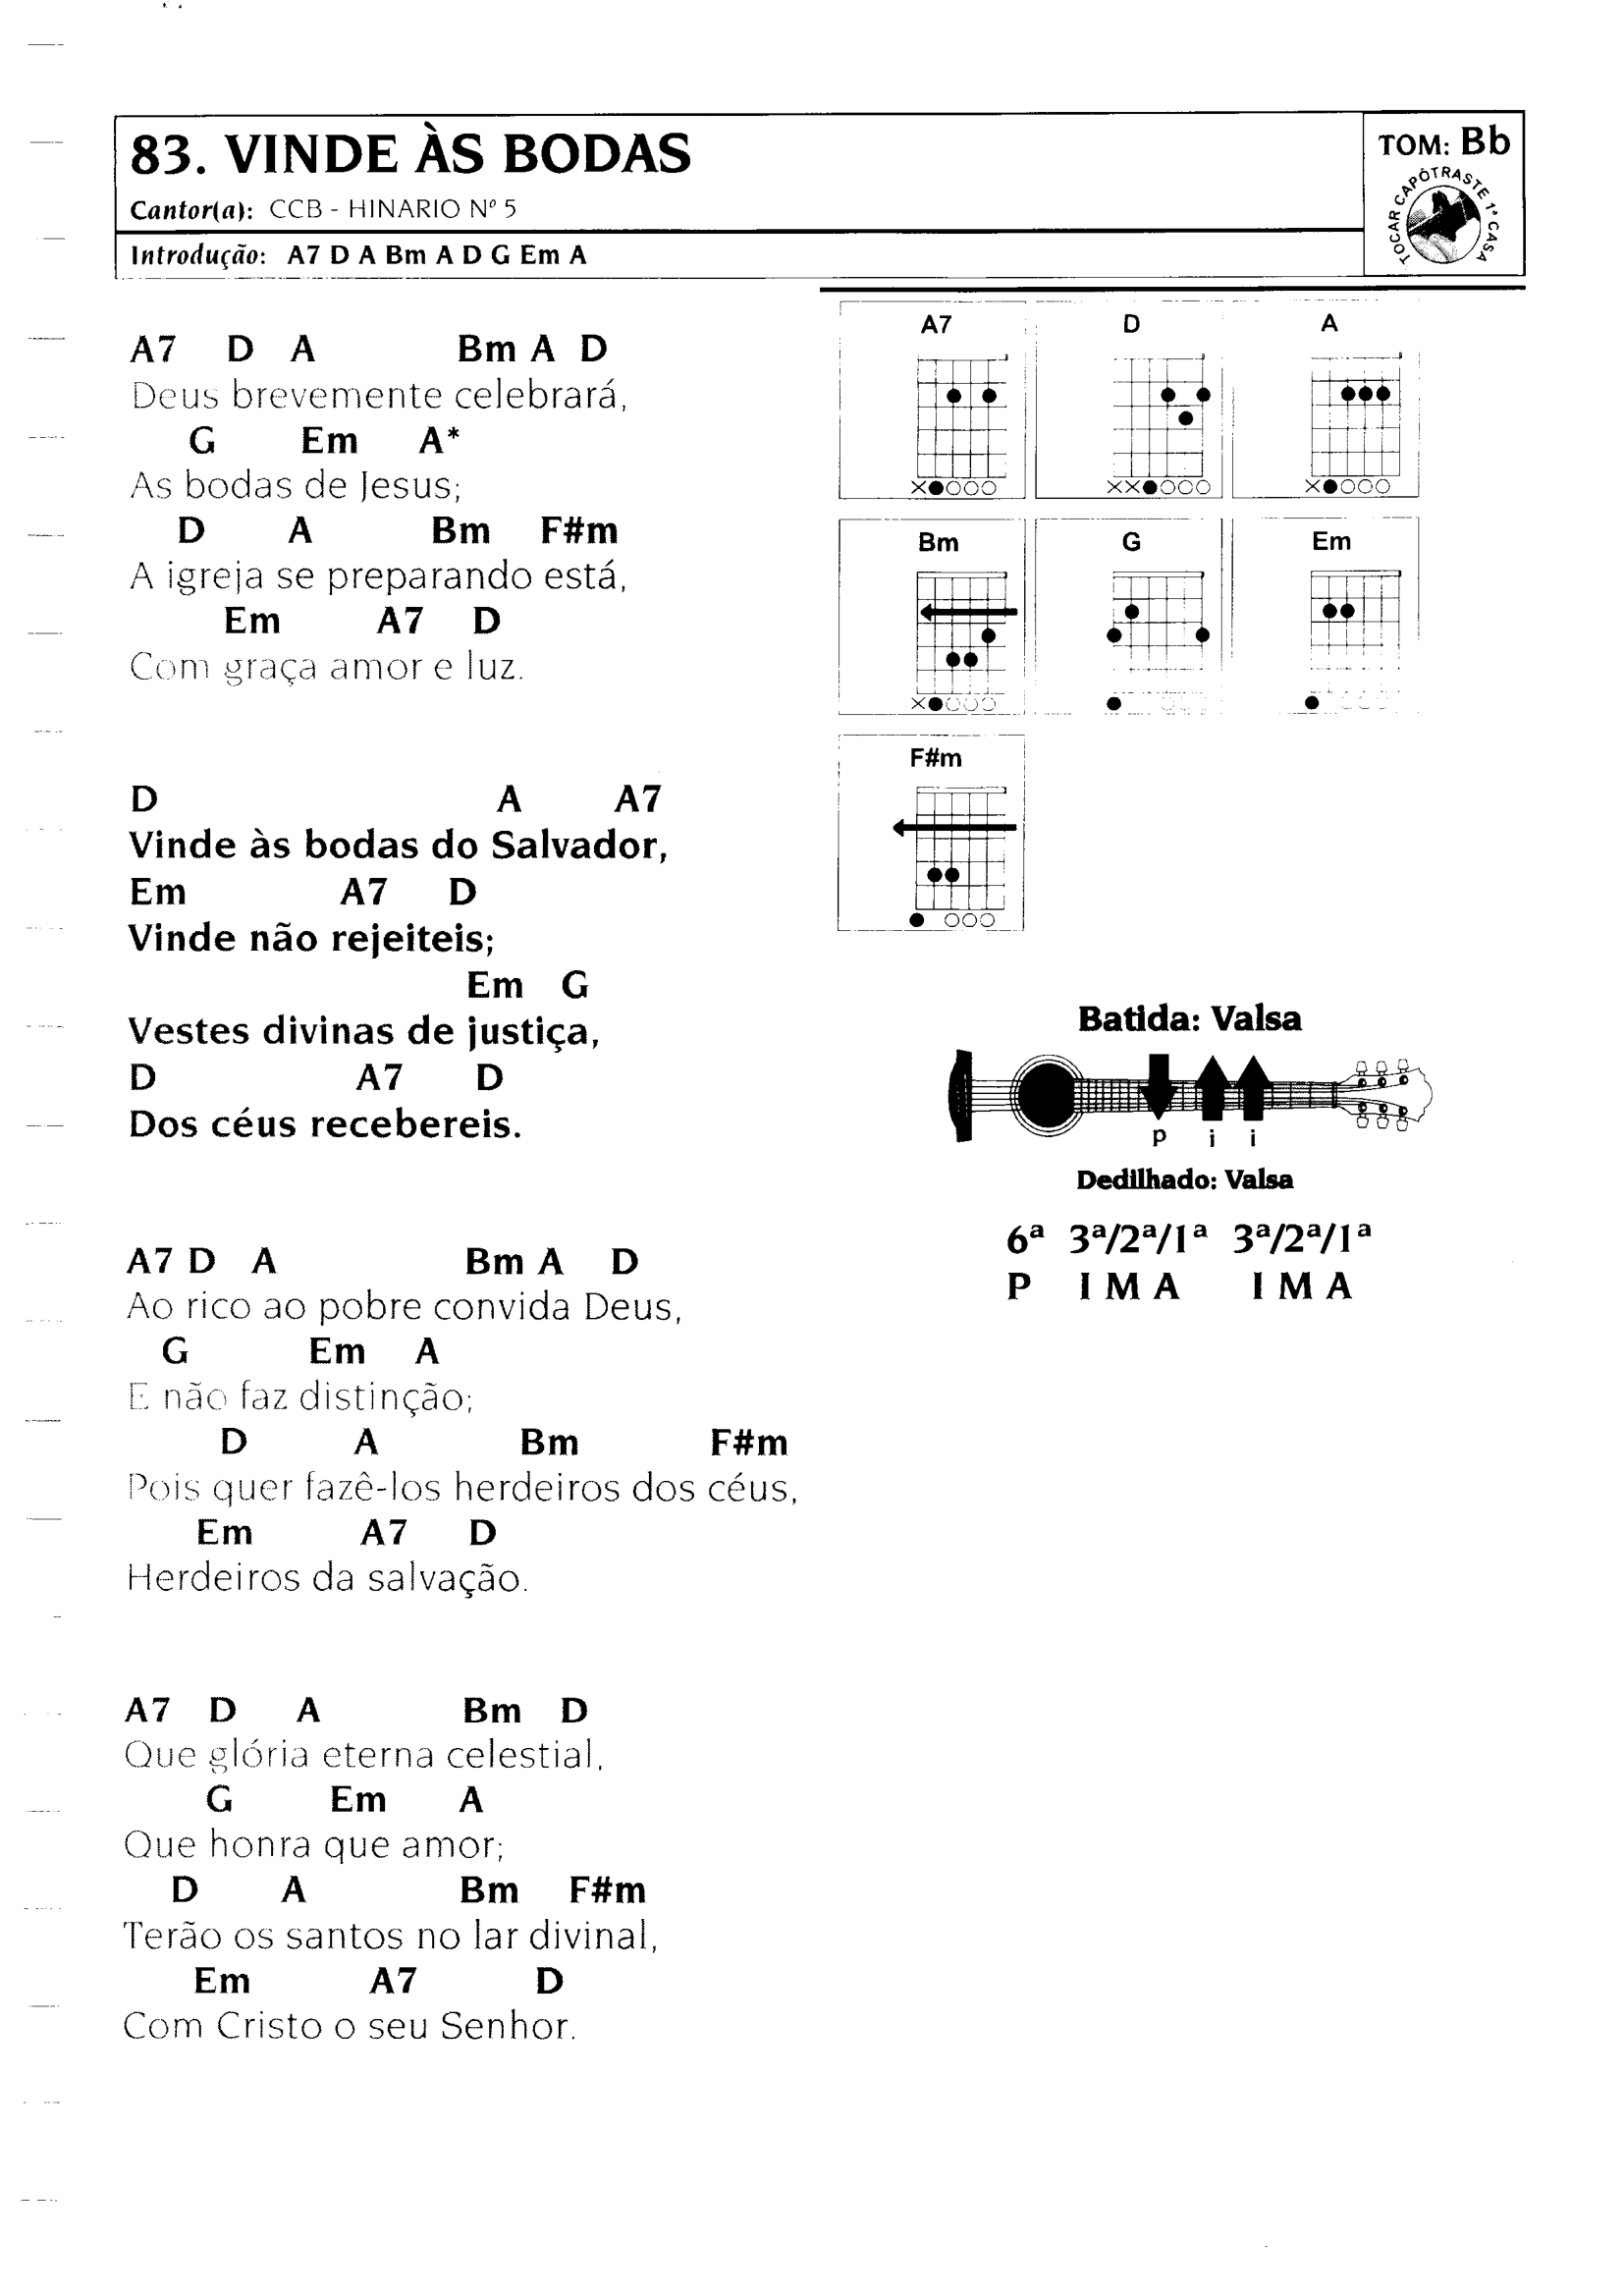 83. VINDE ÀS BODAS
Cantor(a): CCB - HINARIO Nº 5
Introdução: A7 D A Bm A D G Em A
TOM: Bb
TOCAR CAPÔTRASTE 1ª CASA
A7 D A Bm A D
Deus brevemente celebrará,
G Em A*
As bodas de Jesus;
D A Bm F#m
A igreja se preparando está,
Em A7 D
Com graça amor e luz.
D A A7
Vinde às bodas do Salvador,
Em A7 D
Vinde não rejeiteis;
Em G
Vestes divinas de justiça,
D A7 D
Dos céus recebereis.
A7 D A Bm A D
Ao rico ao pobre convida Deus,
G Em A
E não faz distinção;
D A Bm F#m
Pois quer fazê-los herdeiros dos céus,
Em A7 D
Herdeiros da salvação.
A7 D A Bm D
Que glória eterna celestial,
G Em A
Que honra que amor;
D A Bm F#m
Terão os santos no lar divinal,
Em A7 D
Com Cristo o seu Senhor.
A7 D A
Bm G Em
F#m
Batida: Valsa
p i i
Dedilhado: Valsa
6ª 3ª/2ª/1ª 3ª/2ª/1ª
P I M A I M A